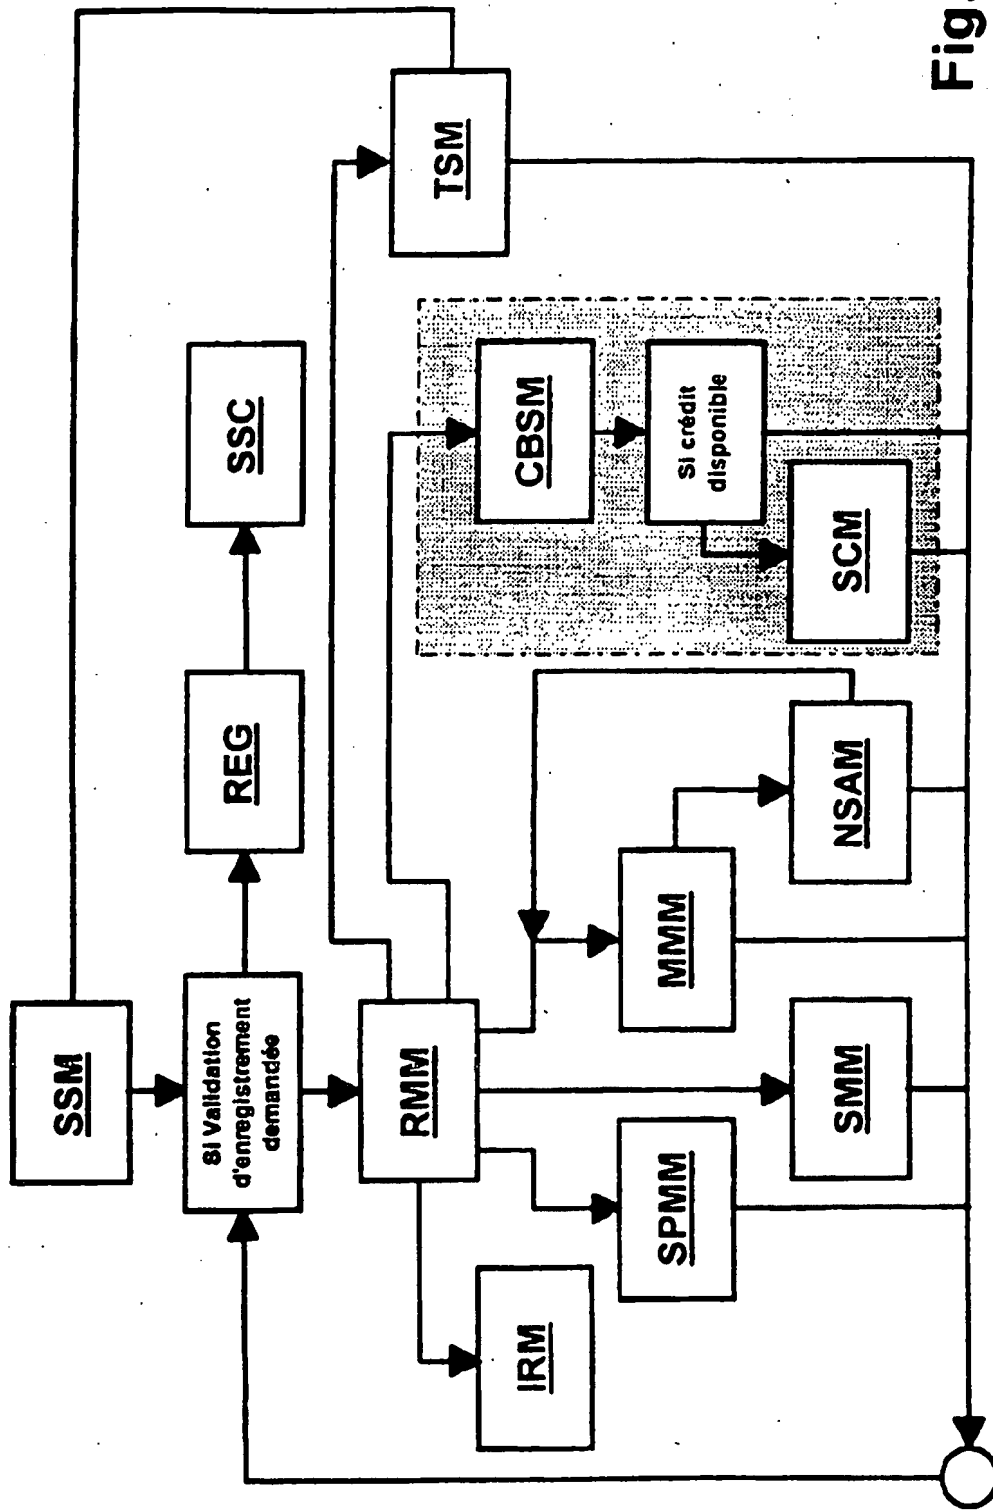 SSM
Si Validation
d'enregistrement
demandée
REG
SSC
RMM
TSM
IRM
SPMM
SMM
MMM
NSAM
CBSM
Si crédit
disponible
SCM
Fig